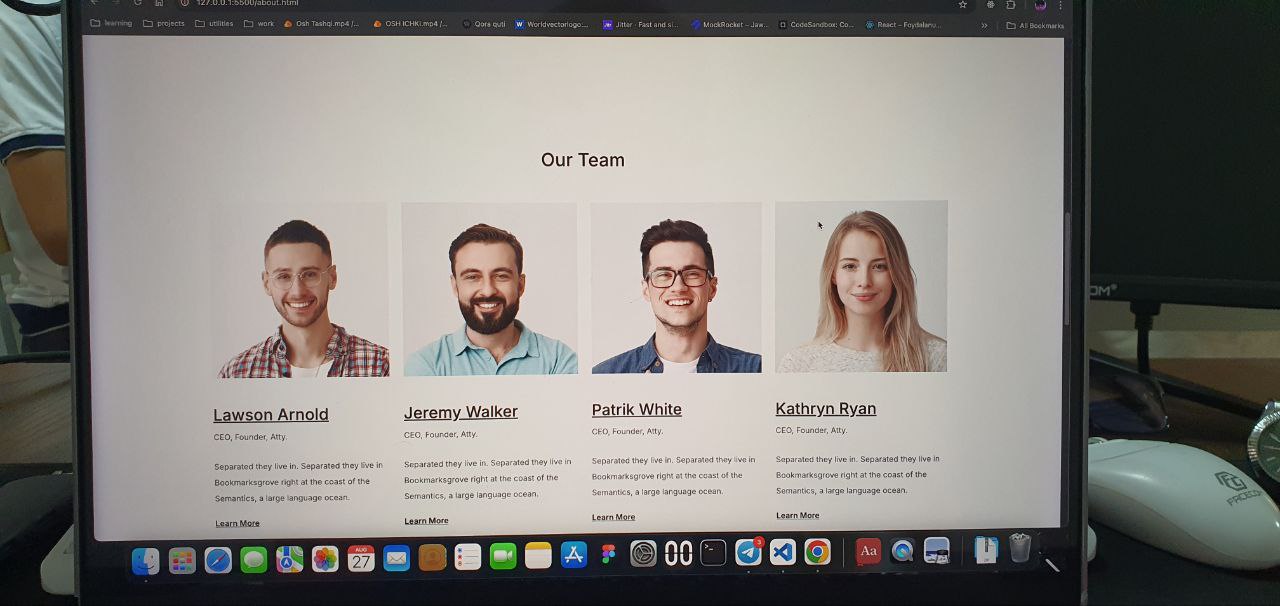 127.0.0.1:5500/about.html
learning projects utilities work Osh Tashqi.mp4 /... OSH ICHKI.mp4 /... Qora quti Worldvectorlogo:... Jitter · Fast and si... MockRocket – Jaw... CodeSandbox: Co... React – Foydalanu... All Bookmarks
Our Team
Lawson Arnold
CEO, Founder, Atty.
Separated they live in. Separated they live in
Bookmarksgrove right at the coast of the
Semantics, a large language ocean.
Learn More
Jeremy Walker
CEO, Founder, Atty.
Separated they live in. Separated they live in
Bookmarksgrove right at the coast of the
Semantics, a large language ocean.
Learn More
Patrik White
CEO, Founder, Atty.
Separated they live in. Separated they live in
Bookmarksgrove right at the coast of the
Semantics, a large language ocean.
Learn More
Kathryn Ryan
CEO, Founder, Atty.
Separated they live in. Separated they live in
Bookmarksgrove right at the coast of the
Semantics, a large language ocean.
Learn More
AUG
27
3
Aa